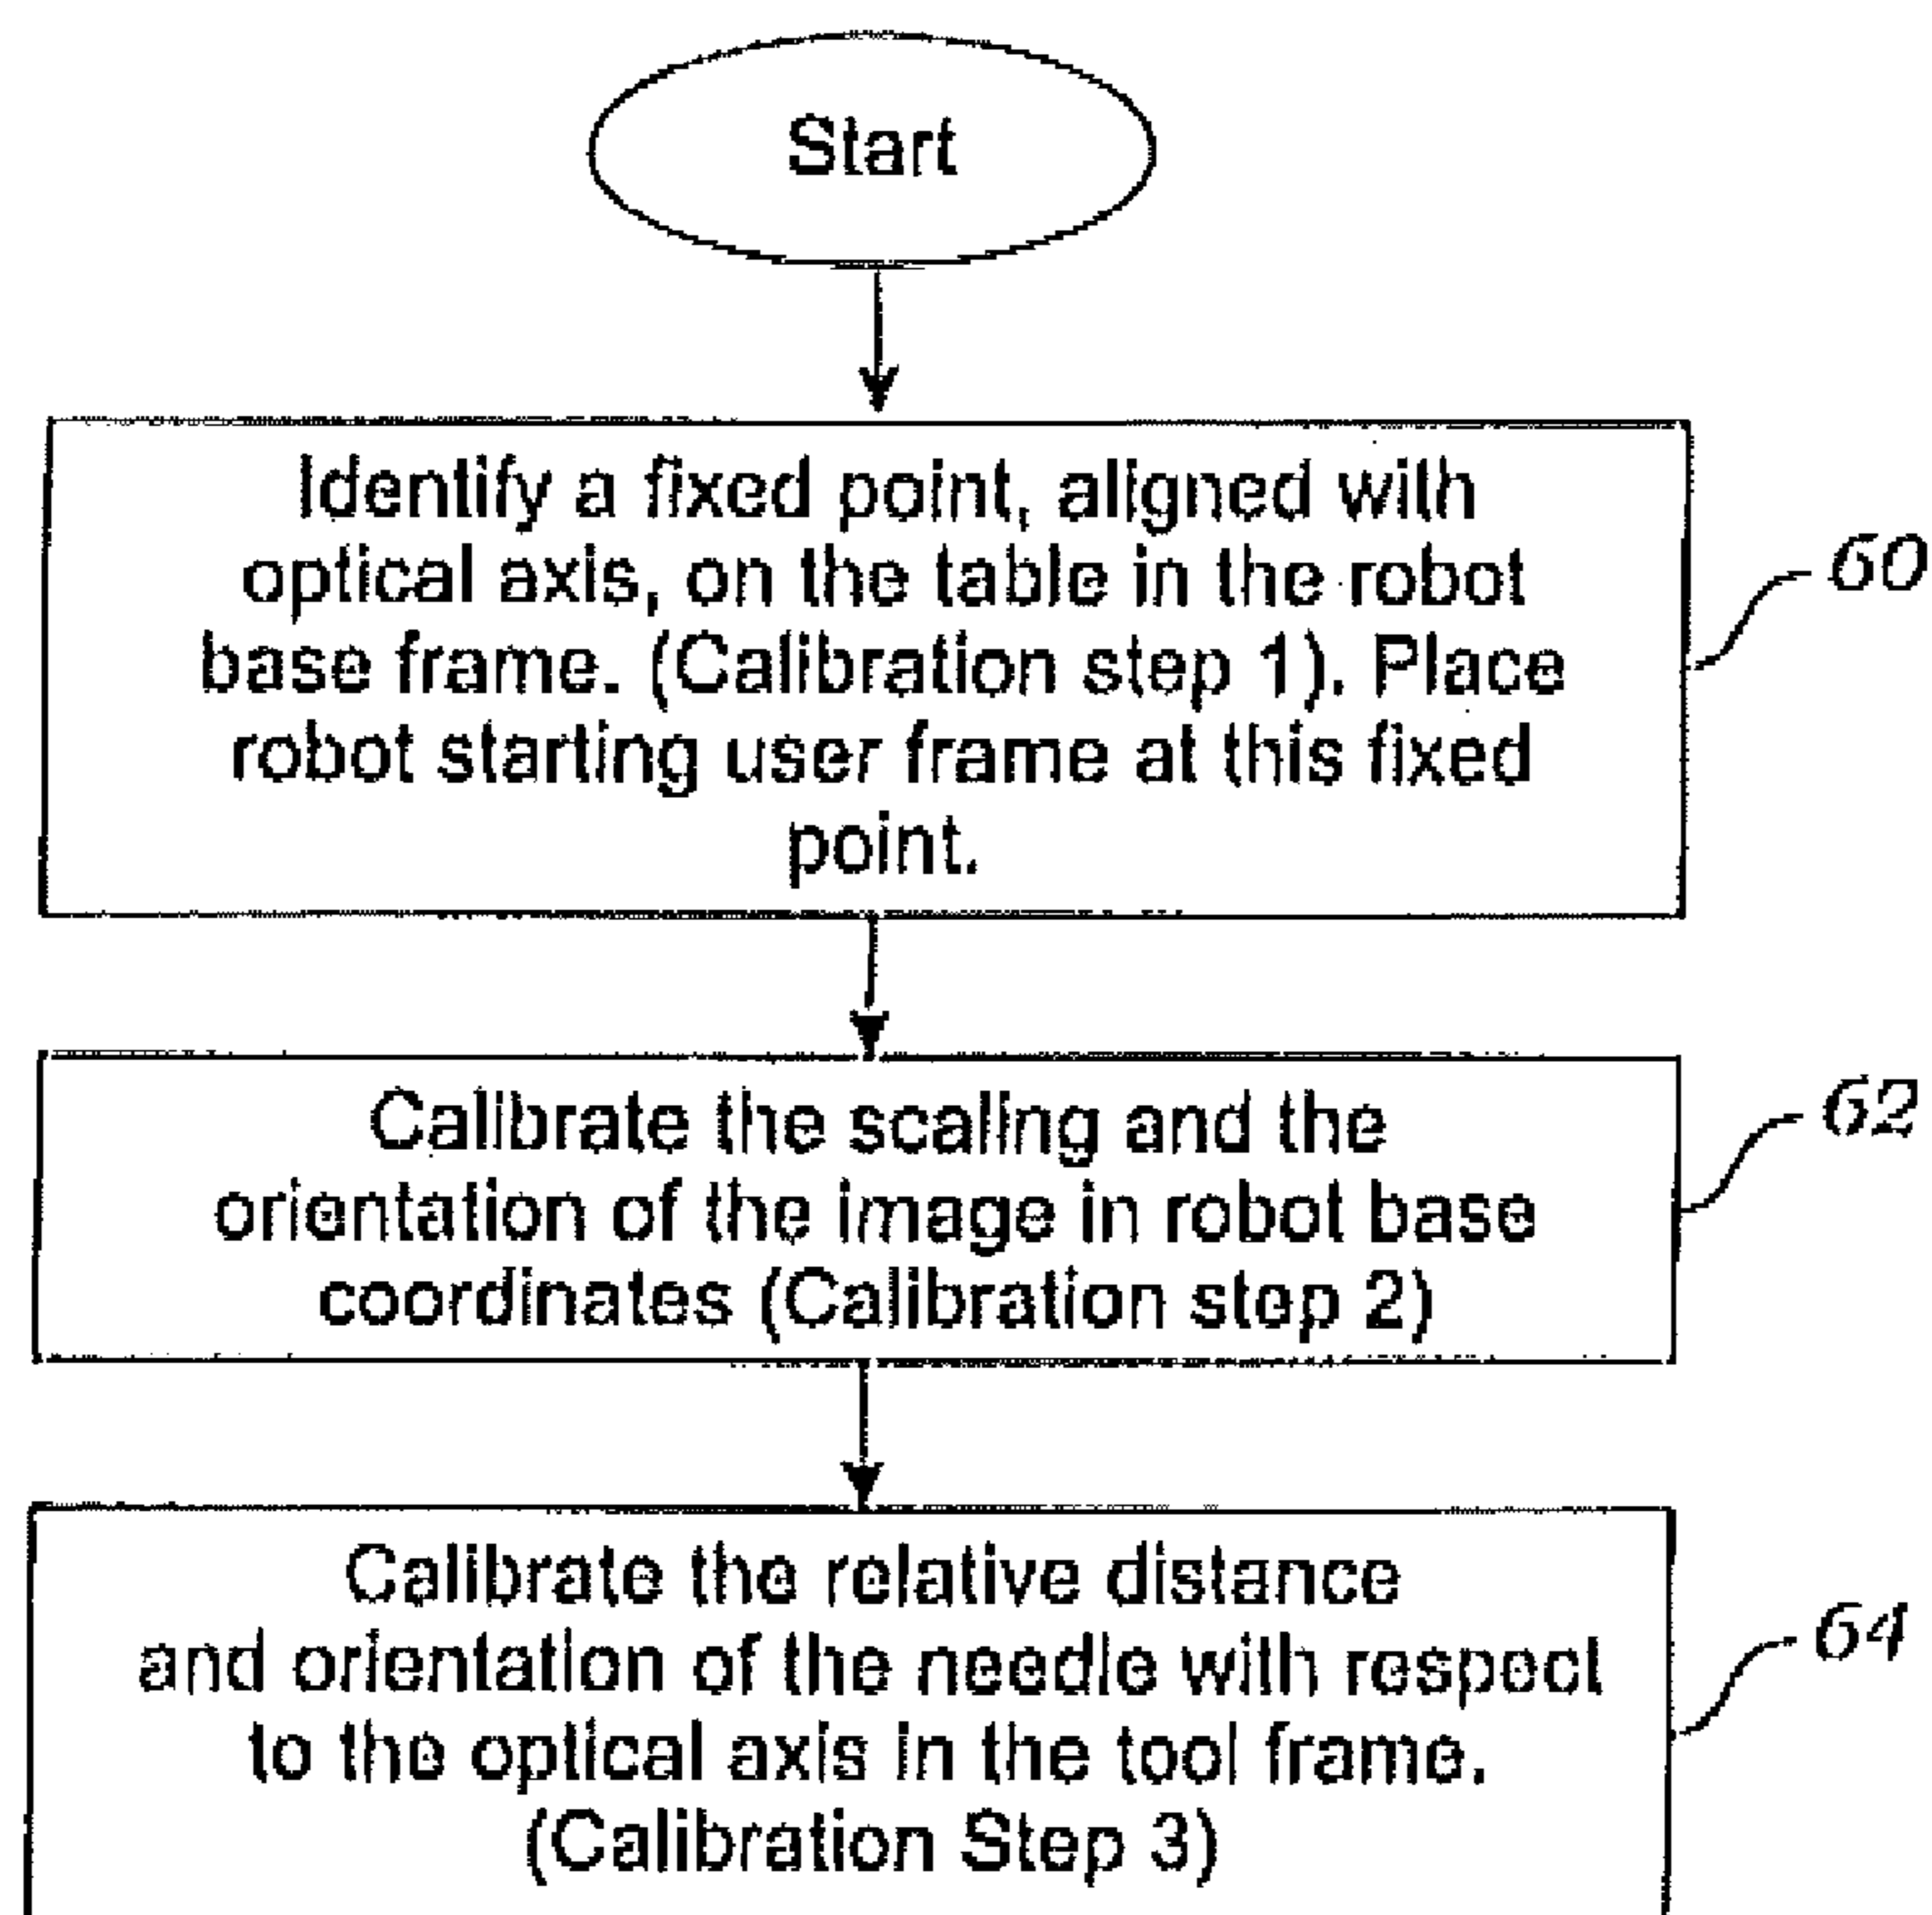 Start
Identify a fixed point, aligned with
optical axis, on the table in the robot
base frame. (Calibration step 1). Place
robot starting user frame at this fixed
point.
60
Calibrate the scaling and the
orientation of the image in robot base
coordinates (Calibration step 2)
62
Calibrate the relative distance
and orientation of the needle with respect
to the optical axis in the tool frame.
(Calibration Step 3)
64